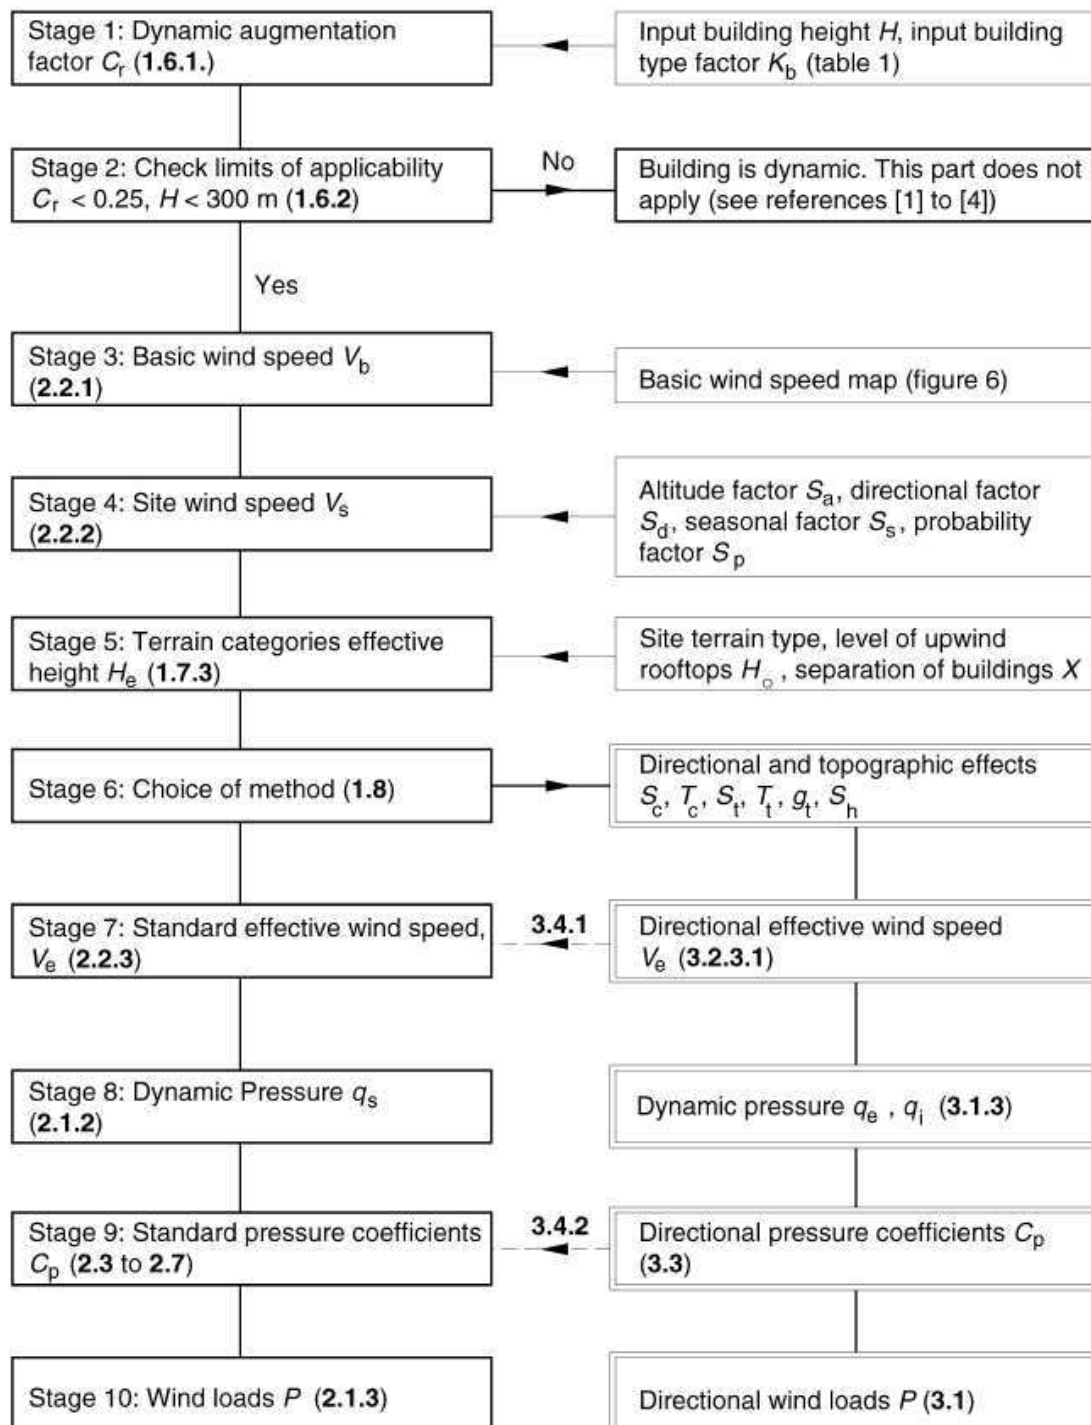 Stage 1: Dynamic augmentation
factor Cr (1.6.1.)
Input building height H, input building
type factor Kb (table 1)
Stage 2: Check limits of applicability
Cr < 0.25, H < 300 m (1.6.2)
No
Building is dynamic. This part does not
apply (see references [1] to [4])
Yes
Stage 3: Basic wind speed Vb
(2.2.1)
Basic wind speed map (figure 6)
Stage 4: Site wind speed Vs
(2.2.2)
Altitude factor Sa, directional factor
Sd, seasonal factor Ss, probability
factor Sp
Stage 5: Terrain categories effective
height He (1.7.3)
Site terrain type, level of upwind
rooftops Ho , separation of buildings X
Stage 6: Choice of method (1.8)
Directional and topographic effects
Sc, Tc, St, Tt, gt, Sh
Stage 7: Standard effective wind speed,
Ve (2.2.3)
3.4.1
Directional effective wind speed
Ve (3.2.3.1)
Stage 8: Dynamic Pressure qs
(2.1.2)
Dynamic pressure qe , qi (3.1.3)
Stage 9: Standard pressure coefficients
Cp (2.3 to 2.7)
3.4.2
Directional pressure coefficients Cp
(3.3)
Stage 10: Wind loads P (2.1.3)
Directional wind loads P (3.1)